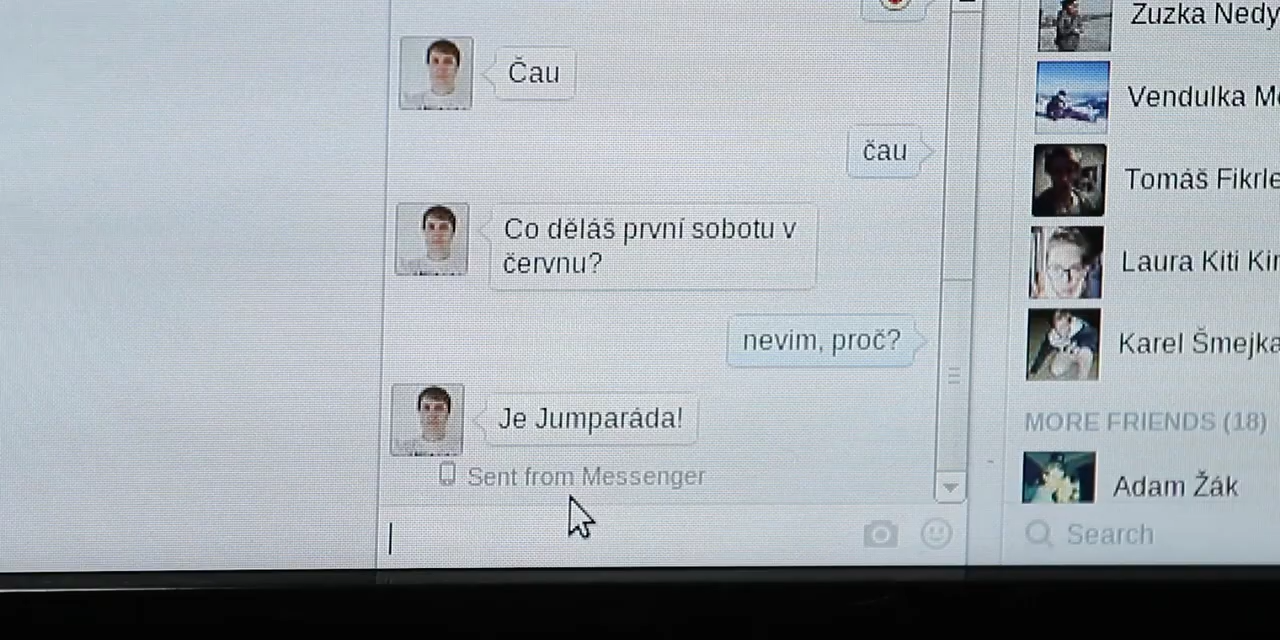 Čau
čau
Co děláš první sobotu v
červnu?
nevim, proč?
Je Jumparáda!
Sent from Messenger
Zuzka Nedy
Vendulka M
Tomáš Fikrle
Laura Kiti Kin
Karel Šmejka
MORE FRIENDS (18)
Adam Žák
Search